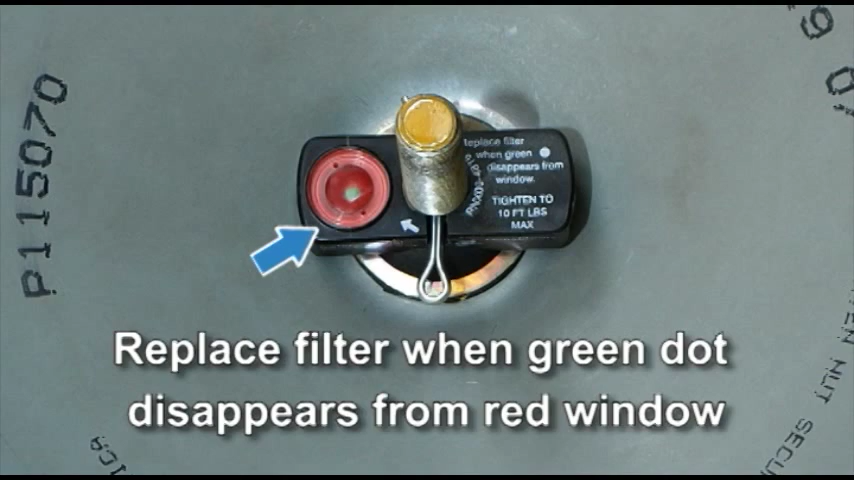 P115070
Replace filter
when green
disappears from
window.
TIGHTEN TO
10 FT LBS
MAX
NUT
Replace filter when green dot
disappears from red window